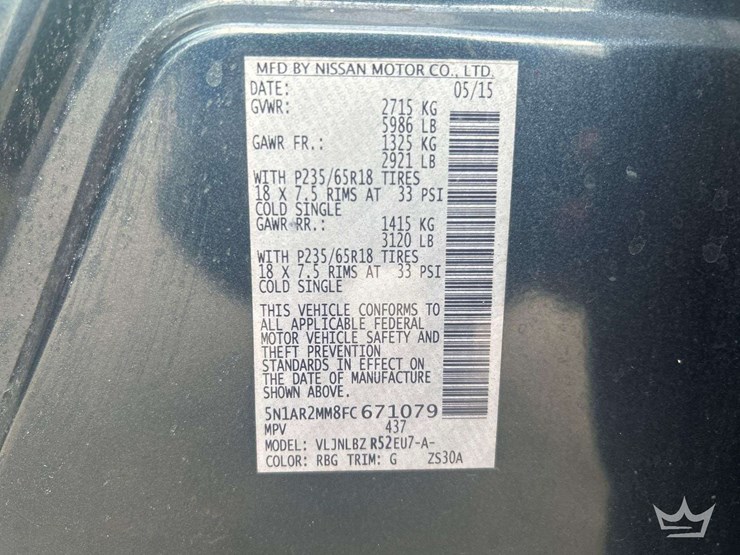 MFD BY NISSAN MOTOR CO., LTD.
DATE: 05/15
GVWR: 2715 KG
5986 LB
GAWR FR.: 1325 KG
2921 LB
WITH P235/65R18 TIRES
18 X 7.5 RIMS AT 33 PSI
COLD SINGLE
GAWR RR.: 1415 KG
3120 LB
WITH P235/65R18 TIRES
18 X 7.5 RIMS AT 33 PSI
COLD SINGLE
THIS VEHICLE CONFORMS TO
ALL APPLICABLE FEDERAL
MOTOR VEHICLE SAFETY AND
THEFT PREVENTION
STANDARDS IN EFFECT ON
THE DATE OF MANUFACTURE
SHOWN ABOVE.
5N1AR2MM8FC671079
MPV 437
MODEL: VLJNLBZ R52EU7-A-
COLOR: RBG TRIM: G ZS30A